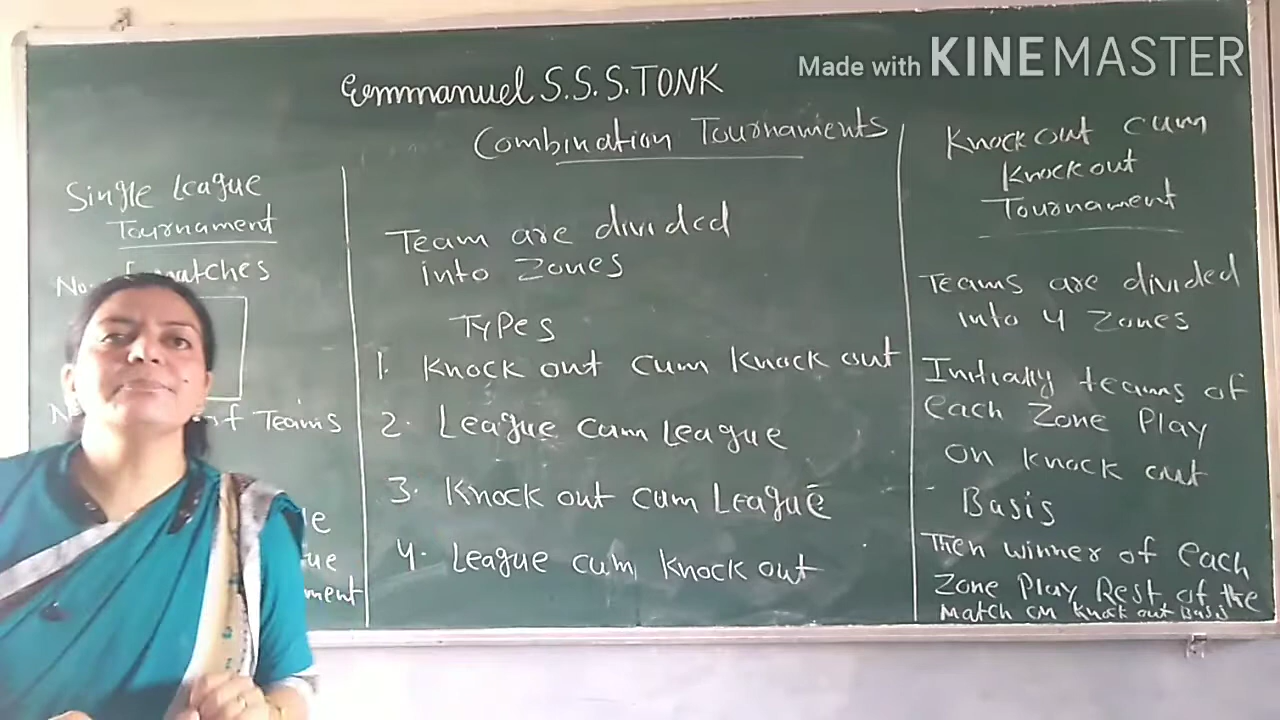 Made with KINEMASTER
Emmanuel S.S.S. TONK
Combination Tournaments
Single League
Tournament
matches
of Teams
Team are divided
into Zones
Types
1. Knock out cum knock out
2. League cum League
3. Knock out cum League
4. League cum knock out
Knock out cum
knock out
Tournament
Teams are divided
into 4 zones
Initially teams of
each zone Play
on knock out
Basis
Then winner of each
zone Play Rest of the
match on knock out Basis